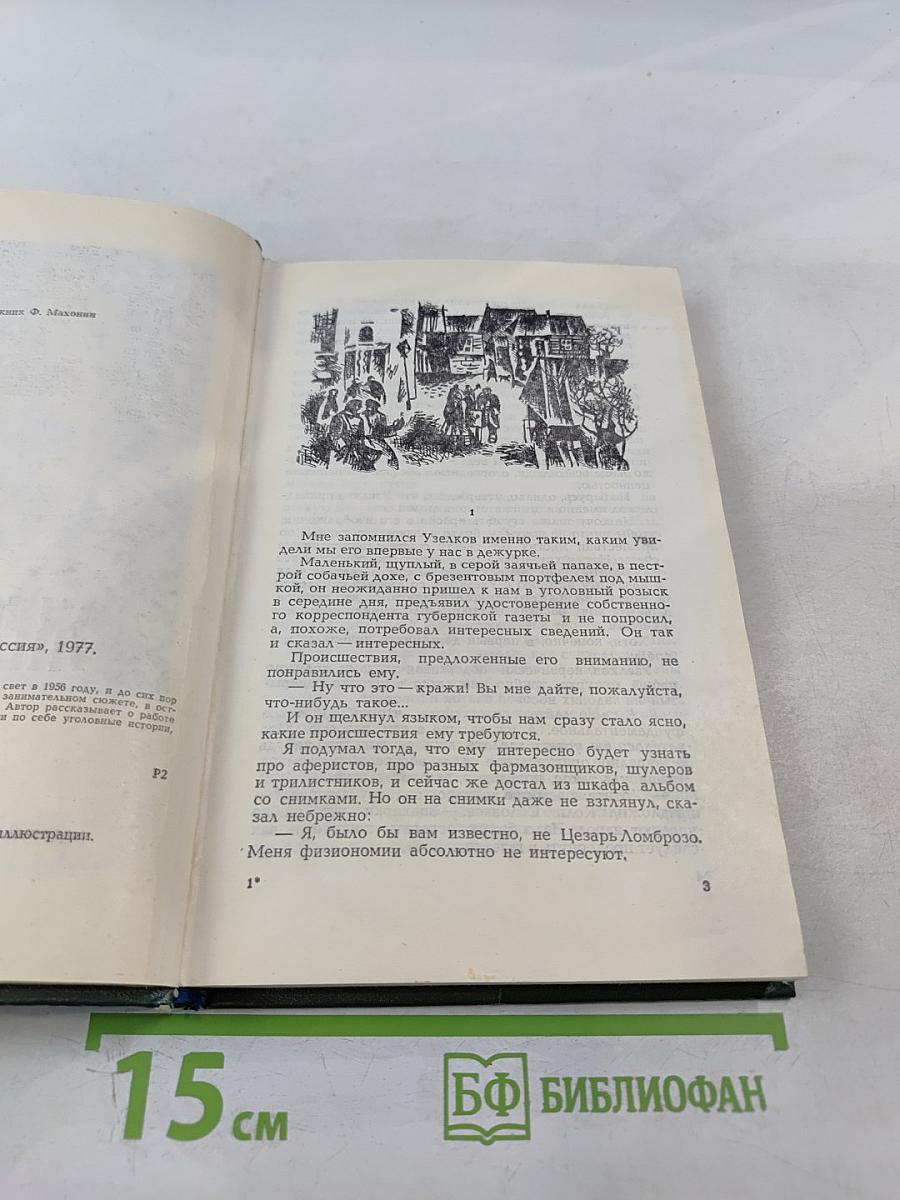 жних Ф. Махонин
ссия», 1977.
свет в 1956 году, и до сих пор
занимательном сюжете, в ост-
Автор рассказывает о работе
и по себе уголовные истории,
Р2
ллюстрации.
1
Мне запомнился Узелков именно таким, каким уви-
дели мы его впервые у нас в дежурке.
Маленький, щуплый, в серой заячьей папахе, в пест-
рой собачьей дохе, с брезентовым портфелем под мыш-
кой, он неожиданно пришел к нам в уголовный розыск
в середине дня, предъявил удостоверение собственно-
го корреспондента губернской газеты и не попросил,
а, похоже, потребовал интересных сведений. Он так
и сказал — интересных.
Происшествия, предложенные его вниманию, не
понравились ему.
— Ну что это — кражи! Вы мне дайте, пожалуйста,
что-нибудь такое...
И он щелкнул языком, чтобы нам сразу стало ясно,
какие происшествия ему требуются.
Я подумал тогда, что ему интересно будет узнать
про аферистов, про разных фармазонщиков, шулеров
и трилистников, и сейчас же достал из шкафа альбом
со снимками. Но он на снимки даже не взглянул, ска-
зал небрежно:
— Я, было бы вам известно, не Цезарь Ломброзо.
Меня физиономии абсолютно не интересуют.
1*
3
15 см
БФ БИБЛИОФАН